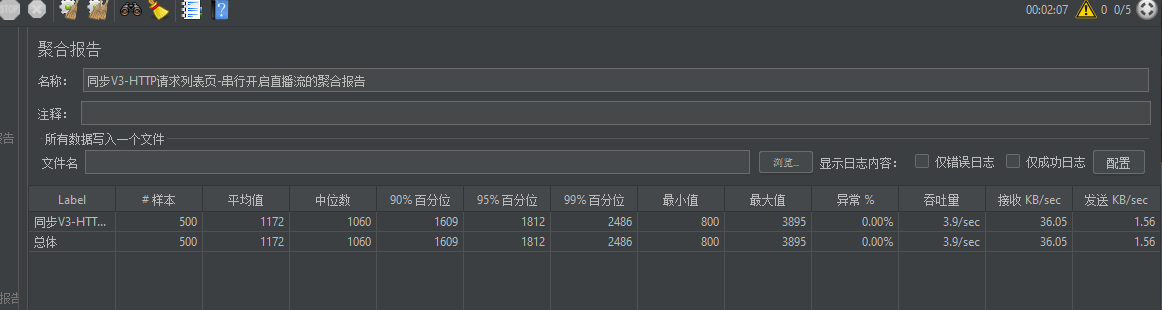 00:02:07 0 0/5
聚合报告
名称： 同步V3-HTTP请求列表页-串行开启直播流的聚合报告
注释：
报告
所有数据写入一个文件
文件名 浏览... 显示日志内容： 仅错误日志 仅成功日志 配置
Label # 样本 平均值 中位数 90% 百分位 95% 百分位 99% 百分位 最小值 最大值 异常 % 吞吐量 接收 KB/sec 发送 KB/sec
同步V3-HTT... 500 1172 1060 1609 1812 2486 800 3895 0.00% 3.9/sec 36.05 1.56
总体 500 1172 1060 1609 1812 2486 800 3895 0.00% 3.9/sec 36.05 1.56
报告